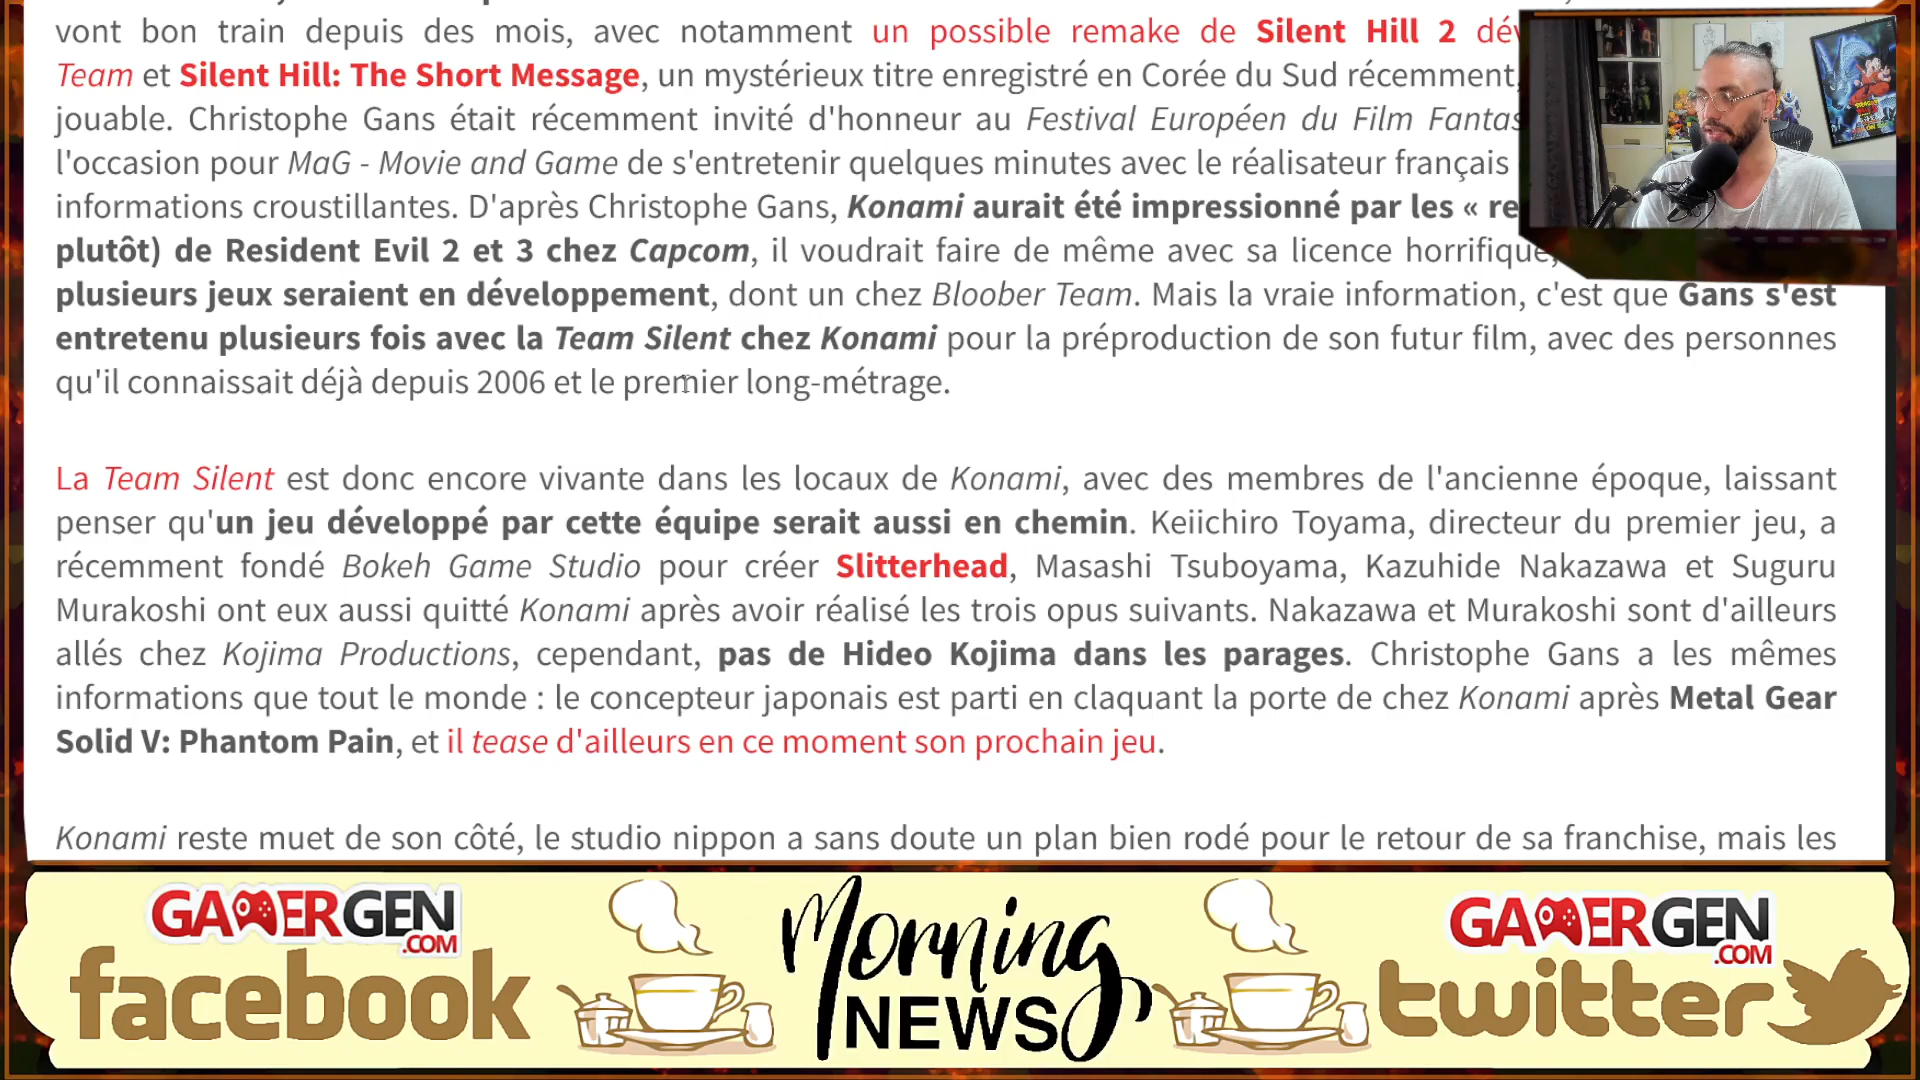 vont bon train depuis des mois, avec notamment un possible remake de Silent Hill 2
Team et Silent Hill: The Short Message, un mystérieux titre enregistré en Corée du Sud récemment,
jouable. Christophe Gans était récemment invité d'honneur au Festival Européen du Film
l'occasion pour MaG - Movie and Game de s'entretenir quelques minutes avec le réalisateur français
informations croustillantes. D'après Christophe Gans, Konami aurait été impressionné par les «
plutôt) de Resident Evil 2 et 3 chez Capcom, il voudrait faire de même avec sa licence horrifique,
plusieurs jeux seraient en développement, dont un chez Bloober Team. Mais la vraie information, c'est que Gans s'est
entretenu plusieurs fois avec la Team Silent chez Konami pour la préproduction de son futur film, avec des personnes
qu'il connaissait déjà depuis 2006 et le premier long-métrage.
La Team Silent est donc encore vivante dans les locaux de Konami, avec des membres de l'ancienne époque, laissant
penser qu'un jeu développé par cette équipe serait aussi en chemin. Keiichiro Toyama, directeur du premier jeu, a
récemment fondé Bokeh Game Studio pour créer Slitterhead, Masashi Tsuboyama, Kazuhide Nakazawa et Suguru
Murakoshi ont eux aussi quitté Konami après avoir réalisé les trois opus suivants. Nakazawa et Murakoshi sont d'ailleurs
allés chez Kojima Productions, cependant, pas de Hideo Kojima dans les parages. Christophe Gans a les mêmes
informations que tout le monde : le concepteur japonais est parti en claquant la porte de chez Konami après Metal Gear
Solid V: Phantom Pain, et il tease d'ailleurs en ce moment son prochain jeu.
Konami reste muet de son côté, le studio nippon a sans doute un plan bien rodé pour le retour de sa franchise, mais les
GAMERGEN
.COM
facebook
Morning
NEWS
GAMERGEN
.COM
twitter